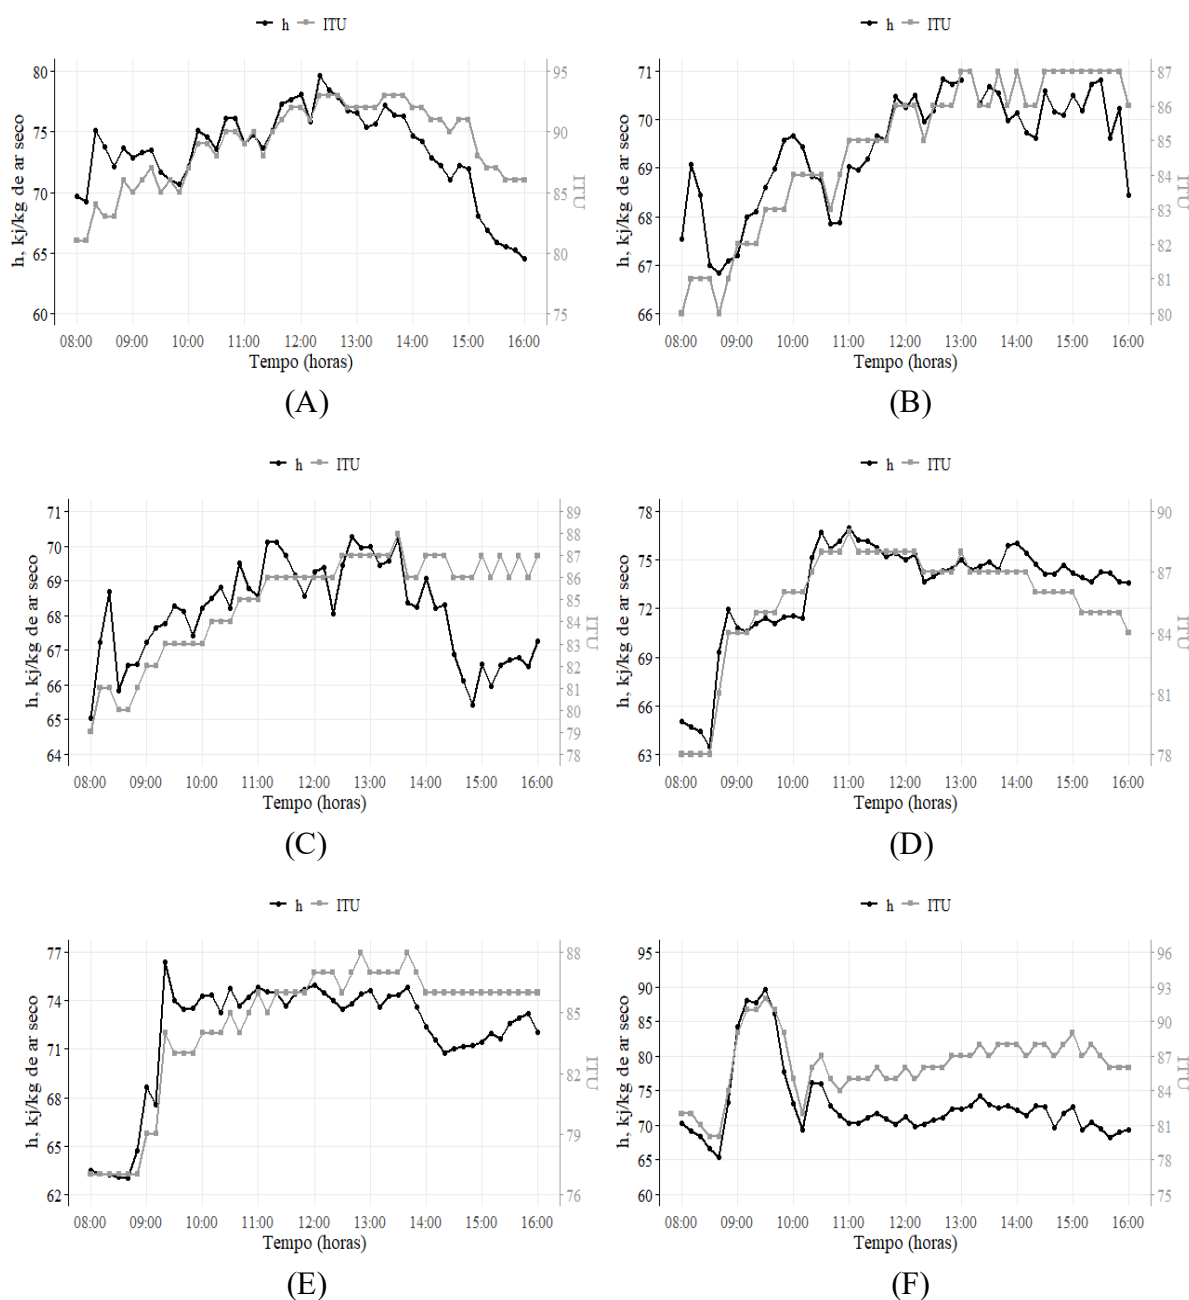 h ITU
h ITU
80
75
70
65
60
h, kj/kg de ar seco
95
90
85
80
75
ITU
08:00 09:00 10:00 11:00 12:00 13:00 14:00 15:00 16:00
Tempo (horas)
(A)
71
70
69
68
67
66
h, kj/kg de ar seco
87
86
85
84
83
82
81
80
ITU
08:00 09:00 10:00 11:00 12:00 13:00 14:00 15:00 16:00
Tempo (horas)
(B)
h ITU
h ITU
71
70
69
68
67
66
65
64
h, kj/kg de ar seco
89
88
87
86
85
84
83
82
81
80
79
78
ITU
08:00 09:00 10:00 11:00 12:00 13:00 14:00 15:00 16:00
Tempo (horas)
(C)
78
75
72
69
66
63
h, kj/kg de ar seco
90
87
84
81
78
ITU
08:00 09:00 10:00 11:00 12:00 13:00 14:00 15:00 16:00
Tempo (horas)
(D)
h ITU
h ITU
77
74
71
68
65
62
h, kj/kg de ar seco
88
85
82
79
76
ITU
08:00 09:00 10:00 11:00 12:00 13:00 14:00 15:00 16:00
Tempo (horas)
(E)
95
90
85
80
75
70
65
60
h, kj/kg de ar seco
96
93
90
87
84
81
78
75
ITU
08:00 09:00 10:00 11:00 12:00 13:00 14:00 15:00 16:00
Tempo (horas)
(F)